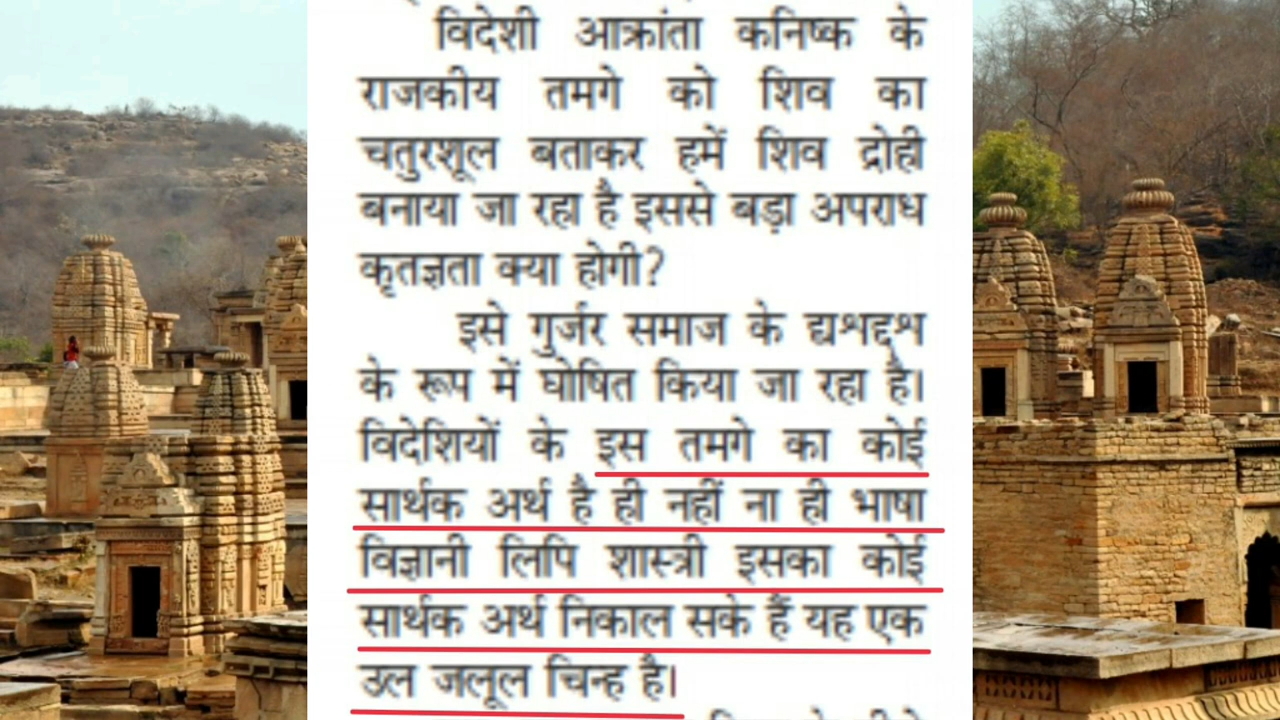 विदेशी आक्रांता कनिष्क के
राजकीय तमगे को शिव का
चतुरशूल बताकर हमें शिव द्रोही
बनाया जा रहा है इससे बड़ा अपराध
कृतज्ञता क्या होगी?
इसे गुर्जर समाज के
के रूप में घोषित किया जा रहा है।
विदेशियों के इस तमगे का कोई
सार्थक अर्थ है ही नहीं ना ही भाषा
विज्ञानी लिपि शास्त्री इसका कोई
सार्थक अर्थ निकाल सके हैं यह एक
उल जलूल चिन्ह है।